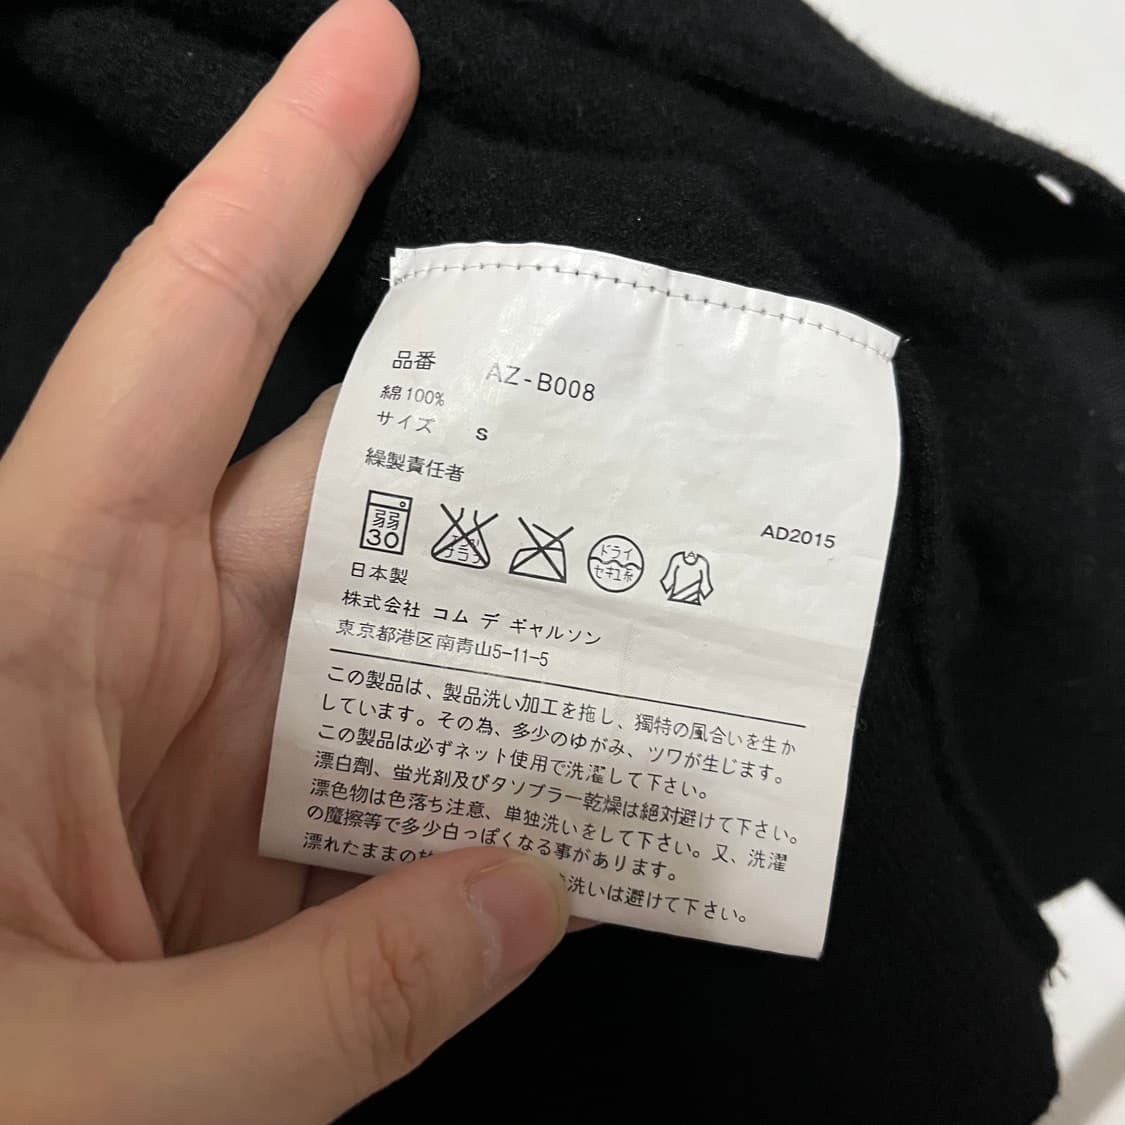 品番 AZ-B008
綿100%
サイズ S
繰製責任者
弱
30
ドライ
セキユ系
AD2015
日本製
株式会社 コム デ ギャルソン
東京都港区南青山5-11-5
この製品は、製品洗い加工を拖し、獨特の風合いを生か
しています。その為、多少のゆがみ、ツワが生じます。
この製品は必ずネット使用で洗濯して下さい。
漂白劑、蛍光剤及びタソブラー乾燥は絶対避けて下さい。
漂色物は色落ち注意、単独洗いをして下さい。又、洗濯
の魔擦等で多少白っぽくなる事があります。
漂れたままの
洗いは避けて下さい。